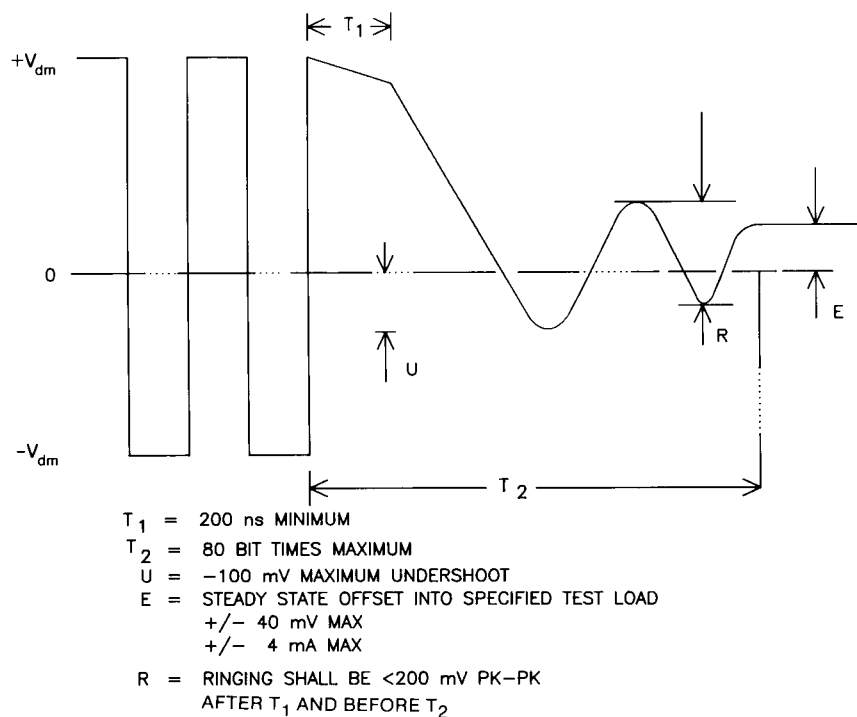 T1
+Vdm
0
U
R
E
-Vdm
T2
T1 = 200 ns MINIMUM
T2 = 80 BIT TIMES MAXIMUM
U = -100 mV MAXIMUM UNDERSHOOT
E = STEADY STATE OFFSET INTO SPECIFIED TEST LOAD
+/- 40 mV MAX
+/- 4 mA MAX
R = RINGING SHALL BE <200 mV PK-PK
AFTER T1 AND BEFORE T2